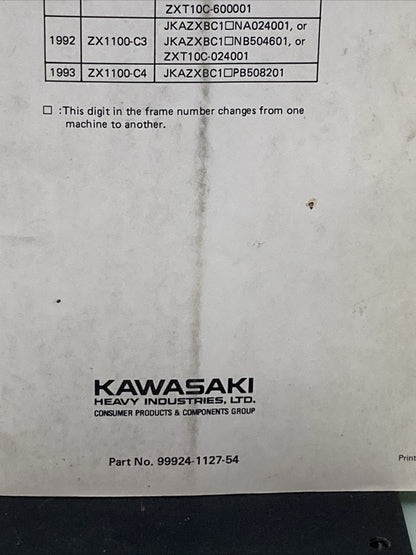 ZXT10C-600001
1992 ZX1100-C3 JKAZXBC1□NA024001, or
JKAZXBC1□NB504601, or
ZXT10C-024001
1993 ZX1100-C4 JKAZXBC1□PB508201
□ :This digit in the frame number changes from one
machine to another.
KAWASAKI
HEAVY INDUSTRIES, LTD.
CONSUMER PRODUCTS & COMPONENTS GROUP
Part No. 99924-1127-54
Print